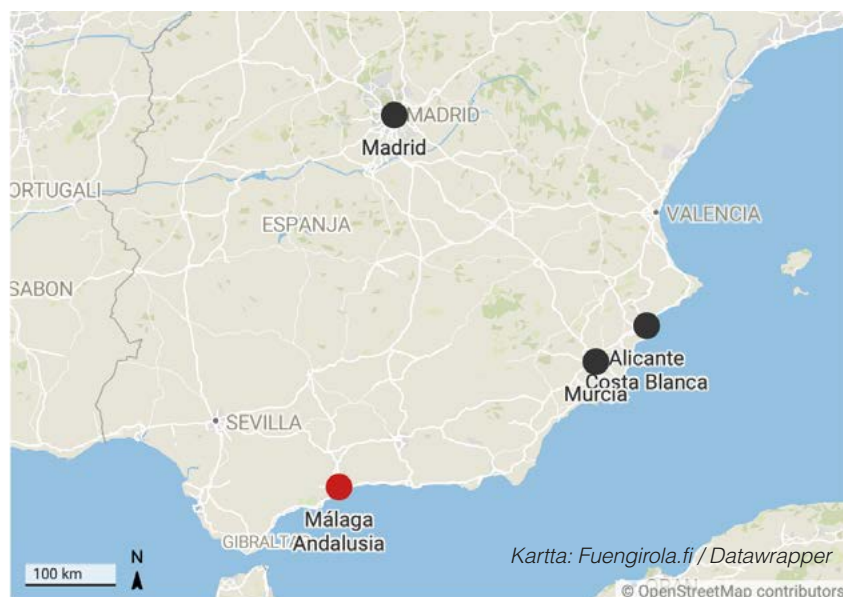 MADRID
Madrid
ORTUGALI
ESPANJA
VALENCIA
SABON
Alicante
Costa Blanca
Murcia
SEVILLA
Málaga
Andalusia
GIBRALTA
Kartta: Fuengirola.fi / Datawrapper
N
100 km
ORAN
© OpenStreetMap contributors